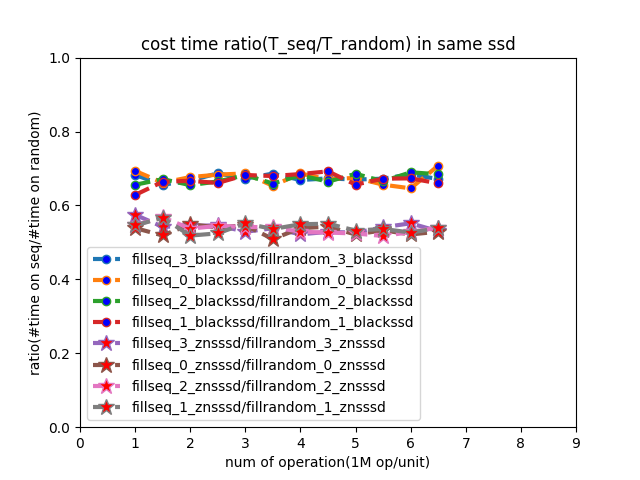 cost time ratio(T_seq/T_random) in same ssd
1.0
0.8
0.6
0.4
0.2
0.0
ratio(#time on seq/#time on random)
fillseq_3_blackssd/fillrandom_3_blackssd
fillseq_0_blackssd/fillrandom_0_blackssd
fillseq_2_blackssd/fillrandom_2_blackssd
fillseq_1_blackssd/fillrandom_1_blackssd
fillseq_3_znsssd/fillrandom_3_znsssd
fillseq_0_znsssd/fillrandom_0_znsssd
fillseq_2_znsssd/fillrandom_2_znsssd
fillseq_1_znsssd/fillrandom_1_znsssd
0 1 2 3 4 5 6 7 8 9
num of operation(1M op/unit)